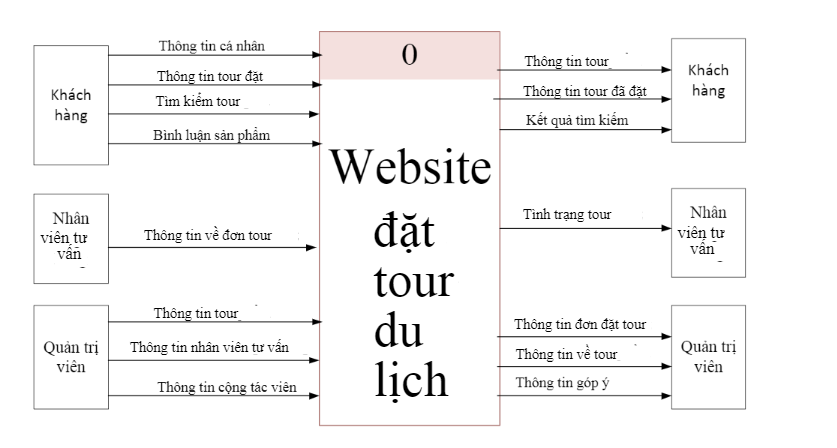 Khách
hàng
Thông tin cá nhân
Thông tin tour đặt
Tìm kiếm tour
Bình luận sản phẩm
Nhân
viên tư
vấn
Thông tin về đơn tour
Quản trị
viên
Thông tin tour
Thông tin nhân viên tư vấn
Thông tin cộng tác viên
0
Website
đặt
tour
du
lịch
Thông tin tour
Thông tin tour đã đặt
Kết quả tìm kiếm
Khách
hàng
Tình trạng tour
Nhân
viên tư
vấn
Thông tin đơn đặt tour
Thông tin về tour
Thông tin góp ý
Quản trị
viên